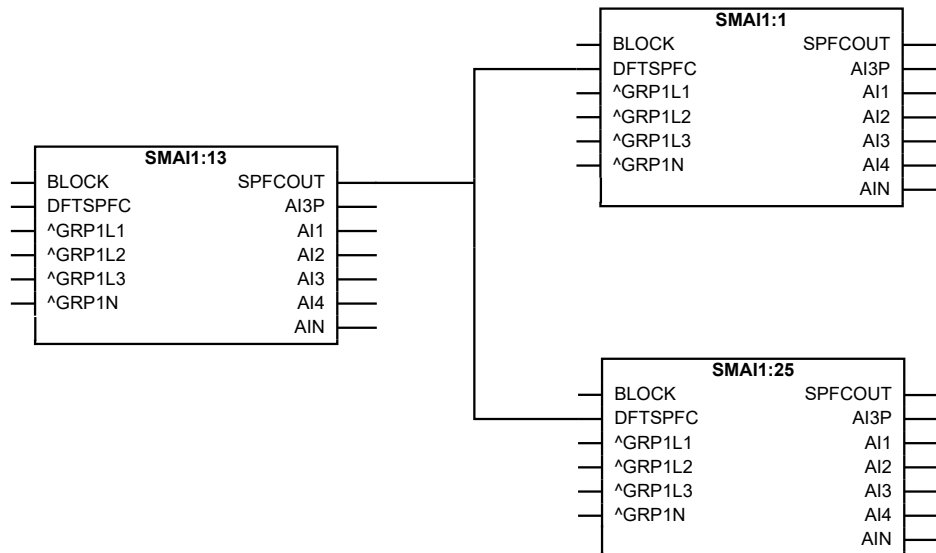 SMAI1:1
BLOCK SPFCOUT
DFTSPFC AI3P
^GRP1L1 AI1
^GRP1L2 AI2
^GRP1L3 AI3
^GRP1N AI4
AIN
SMAI1:13
BLOCK SPFCOUT
DFTSPFC AI3P
^GRP1L1 AI1
^GRP1L2 AI2
^GRP1L3 AI3
^GRP1N AI4
AIN
SMAI1:25
BLOCK SPFCOUT
DFTSPFC AI3P
^GRP1L1 AI1
^GRP1L2 AI2
^GRP1L3 AI3
^GRP1N AI4
AIN